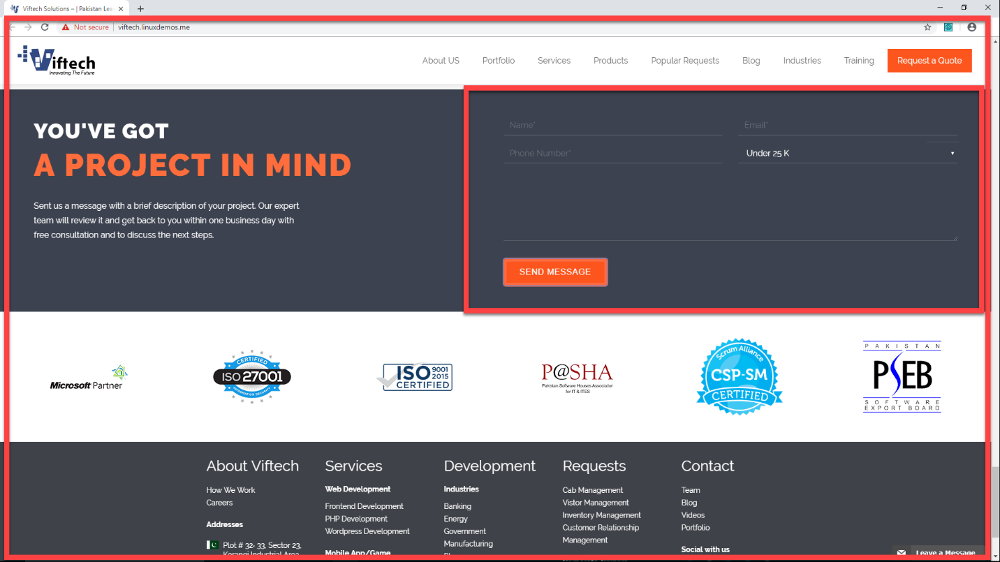 Viftech Solutions – | Pakistan Lea
Not secure
viftech.linuxdemos.me
Viftech
Innovating The Future
About US
Portfolio
Services
Products
Popular Requests
Blog
Industries
Training
Request a Quote
YOU'VE GOT
A PROJECT IN MIND
Sent us a message with a brief description of your project. Our expert
team will review it and get back to you within one business day with
free consultation and to discuss the next steps.
Name*
Email*
Phone Number*
Under 25 K
SEND MESSAGE
Microsoft Partner
CERTIFIED
ISO 27001
INFORMATION SECURITY
ISO 9001
2015
CERTIFIED
P@SHA
Pakistan Software Houses Association
for IT & ITES
Scrum Alliance
CSP-SM
CERTIFIED
PAKISTAN
PSEB
SOFTWARE
EXPORT BOARD
About Viftech
How We Work
Careers
Addresses
Plot # 32, 33, Sector 23,
Korangi Industrial Area
Services
Web Development
Frontend Development
PHP Development
Wordpress Development
Mobile App/Game
Development
Industries
Banking
Energy
Government
Manufacturing
Requests
Cab Management
Vistor Management
Inventory Management
Customer Relationship
Management
Contact
Team
Blog
Videos
Portfolio
Social with us
Leave a Message